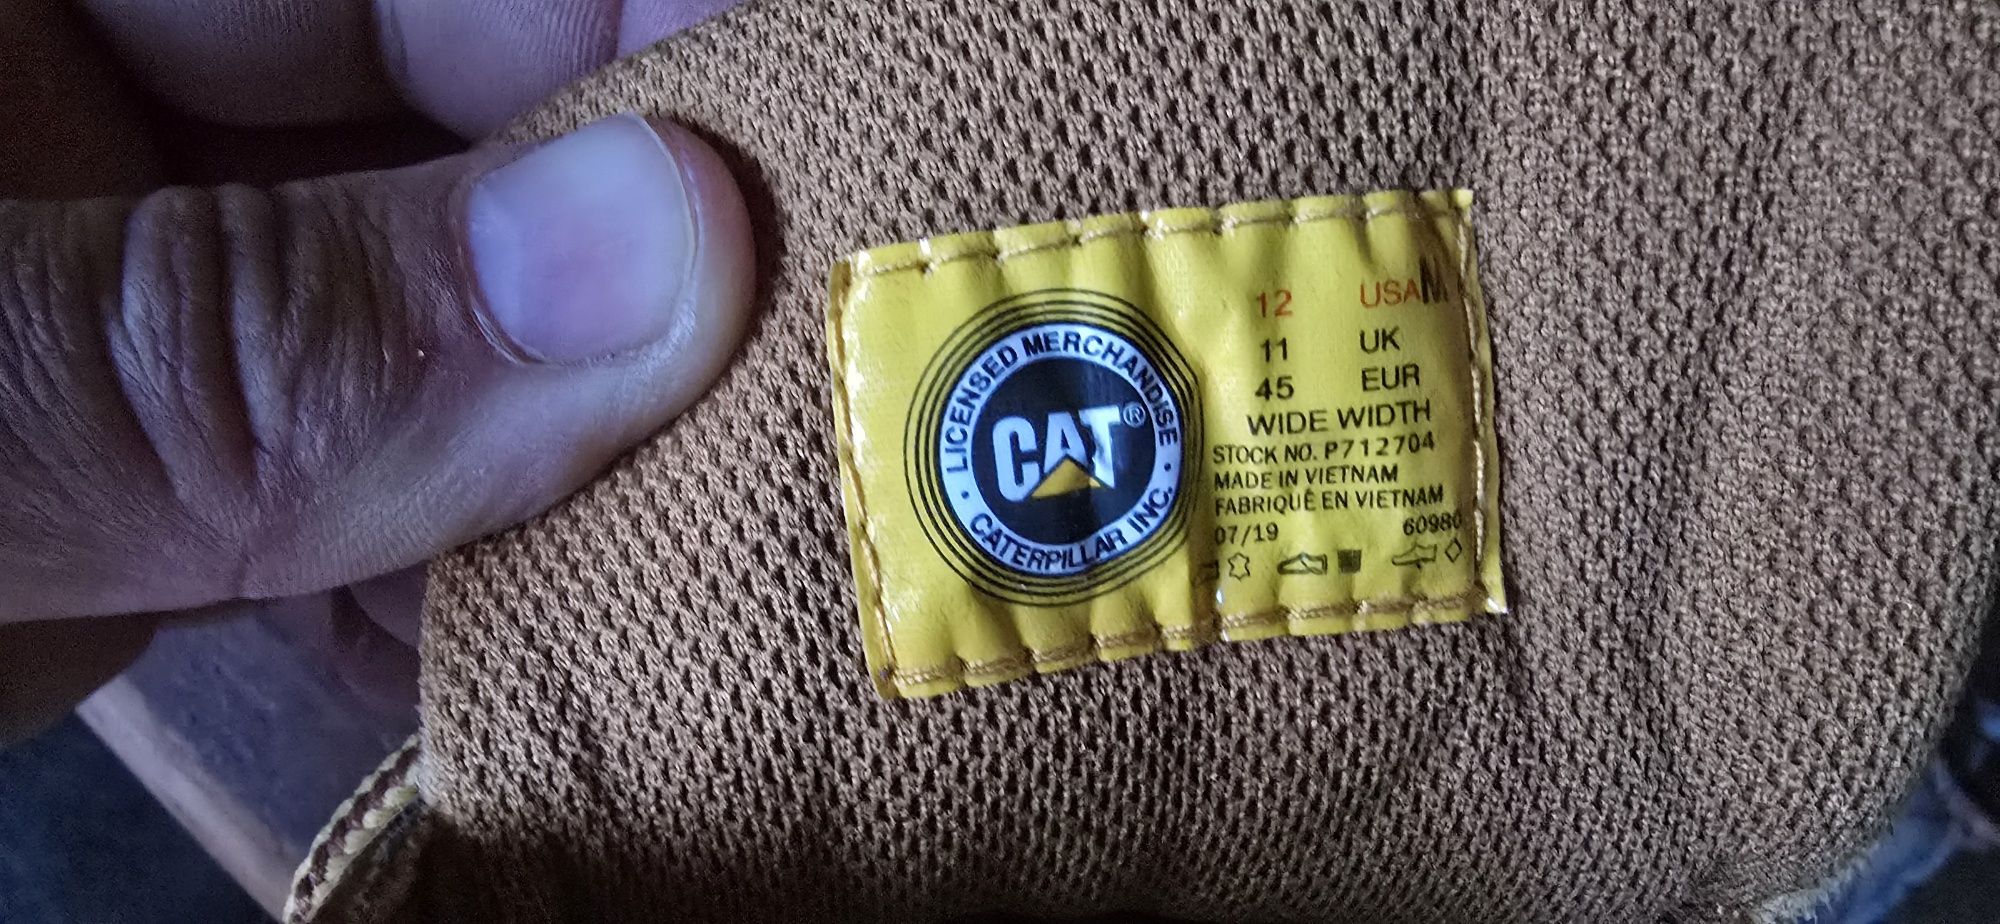 LICENSED MERCHANDISE
CAT®
CATERPILLAR INC.
12 USA M
11 UK
45 EUR
WIDE WIDTH
STOCK NO. P712704
MADE IN VIETNAM
FABRIQUÉ EN VIETNAM
07/19 60980